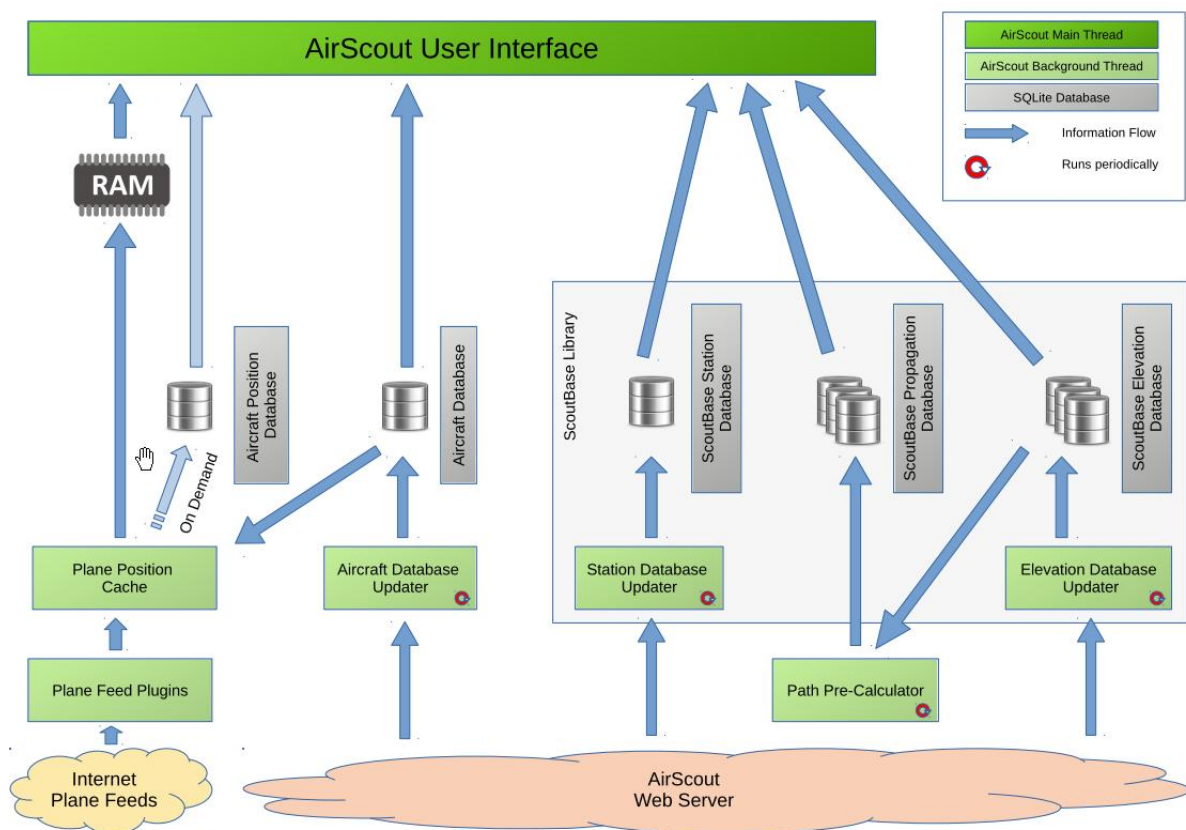 AirScout User Interface
AirScout Main Thread
AirScout Background Thread
SQLite Database
Information Flow
Runs periodically
RAM
Aircraft Position
Database
Aircraft Database
ScoutBase Library
ScoutBase Station
Database
ScoutBase Propagation
Database
ScoutBase Elevation
Database
On Demand
Plane Position
Cache
Aircraft Database
Updater
Station Database
Updater
Elevation Database
Updater
Plane Feed Plugins
Path Pre-Calculator
Internet
Plane Feeds
AirScout
Web Server